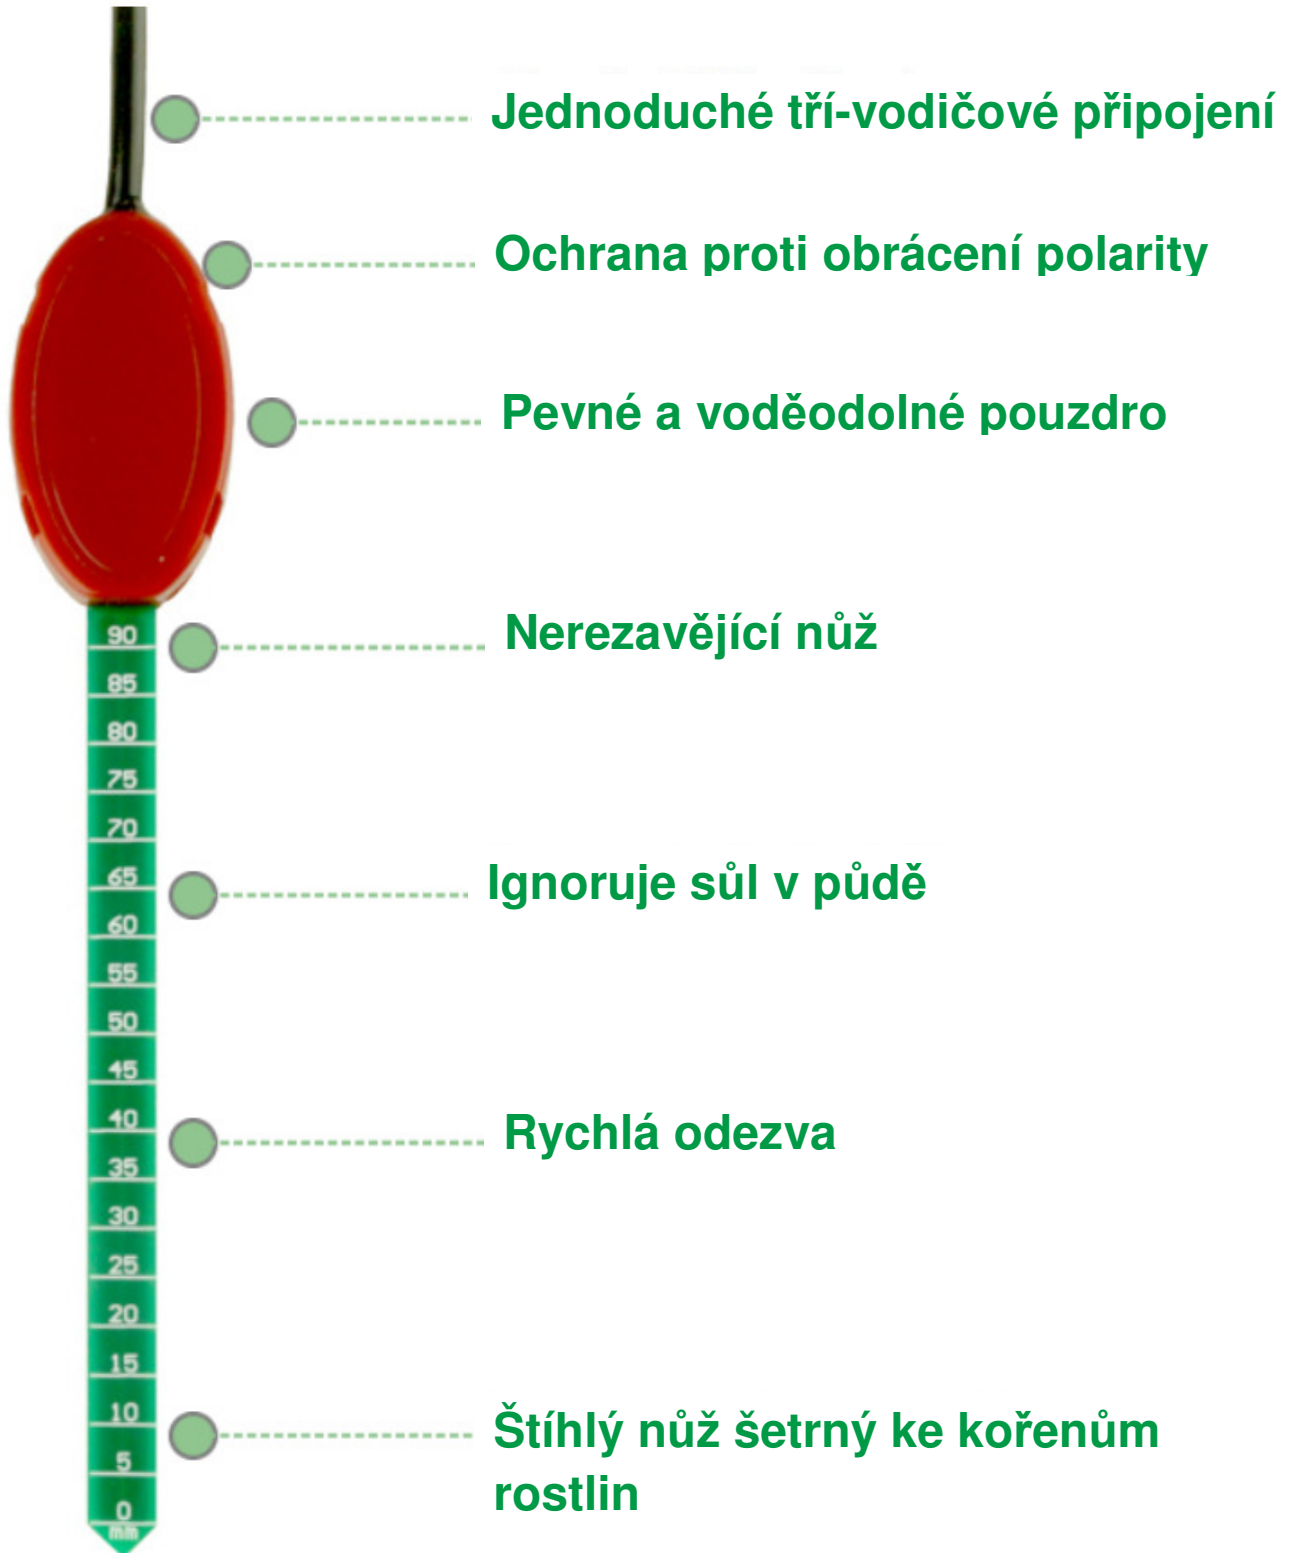 Jednoduché tří-vodičové připojení
Ochrana proti obrácení polarity
Pevné a voděodolné pouzdro
Nerezavějící nůž
Ignoruje sůl v půdě
Rychlá odezva
Štíhlý nůž šetrný ke kořenům
rostlin
90
85
80
75
70
65
60
55
50
45
40
35
30
25
20
15
10
5
0
mm